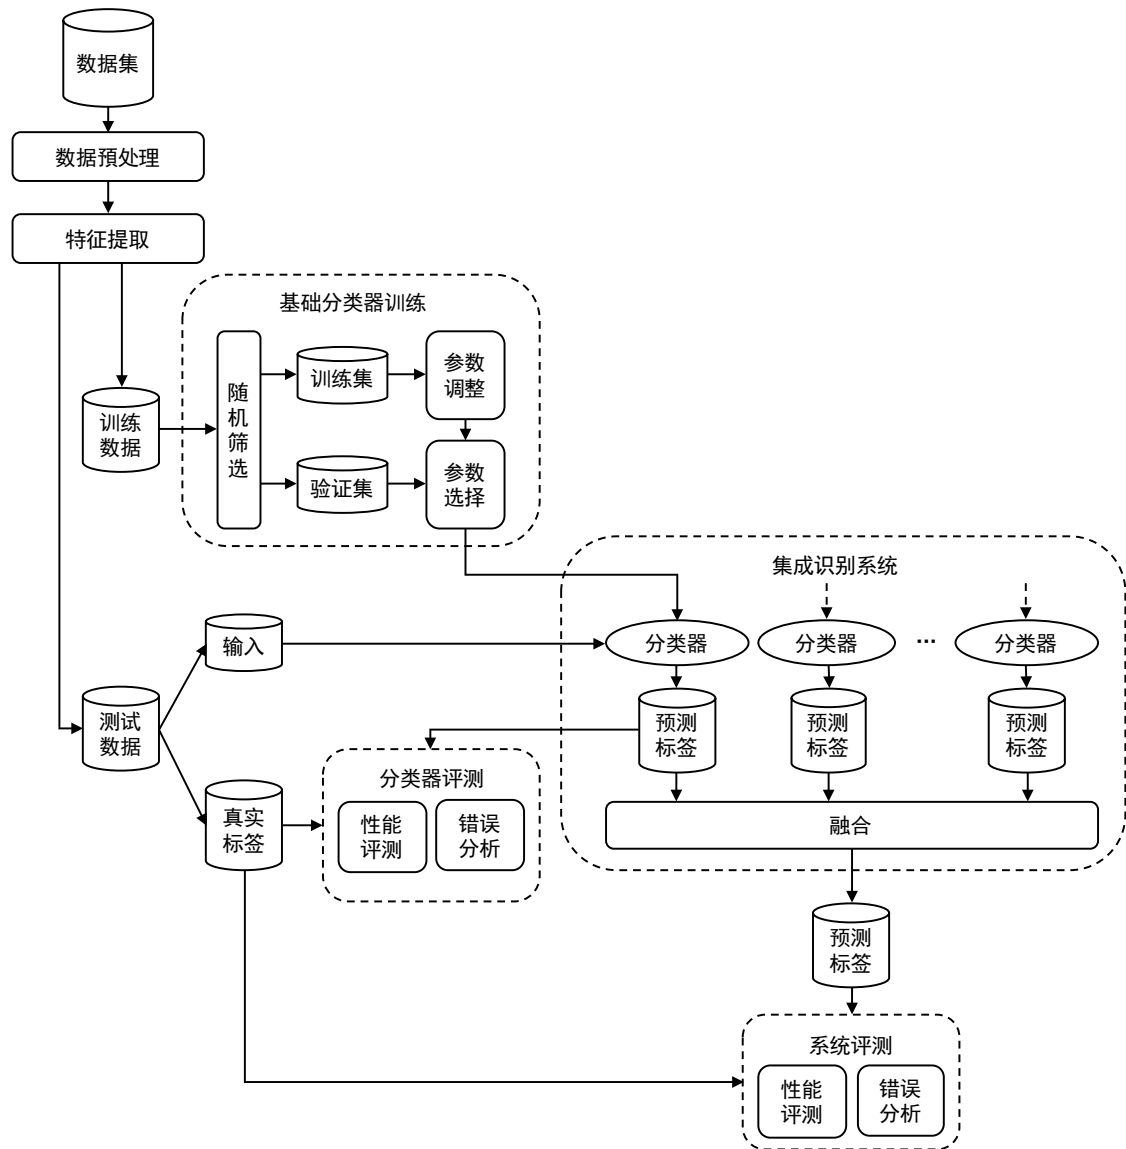 数据集
数据預处理
特征提取
基础分类器训练
随
机
筛
选
训练集
参数
调整
训练
数据
验证集
参数
选择
集成识别系统
输入
分类器
分类器
...
分类器
测试
数据
预测
标签
预测
标签
预测
标签
分类器评测
真实
标签
性能
评测
错误
分析
融合
预测
标签
系统评测
性能
评测
错误
分析